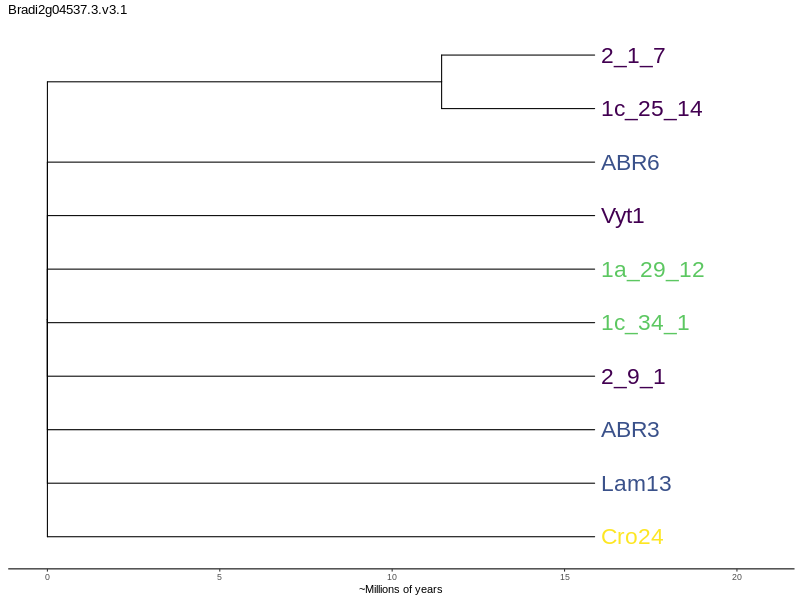 Bradi2g04537.3.v3.1
2_1_7
1c_25_14
ABR6
Vyt1
1a_29_12
1c_34_1
2_9_1
ABR3
Lam13
Cro24
0 5 10 15 20
~Millions of years